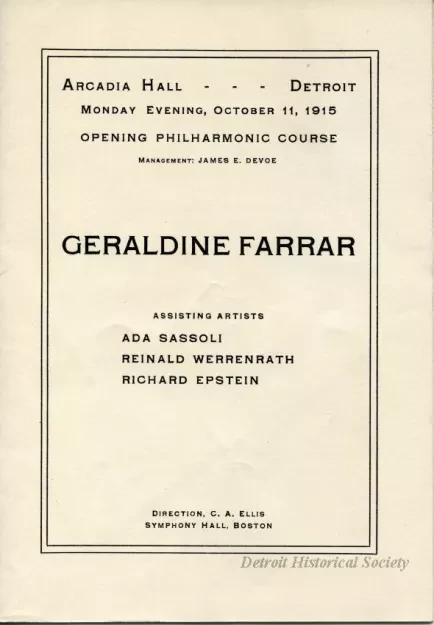 ARCADIA HALL - - - DETROIT
MONDAY EVENING, OCTOBER 11, 1915
OPENING PHILHARMONIC COURSE
MANAGEMENT: JAMES E. DEVOE
GERALDINE FARRAR
ASSISTING ARTISTS
ADA SASSOLI
REINALD WERRENRATH
RICHARD EPSTEIN
DIRECTION, C. A. ELLIS
SYMPHONY HALL, BOSTON
Detroit Historical Society